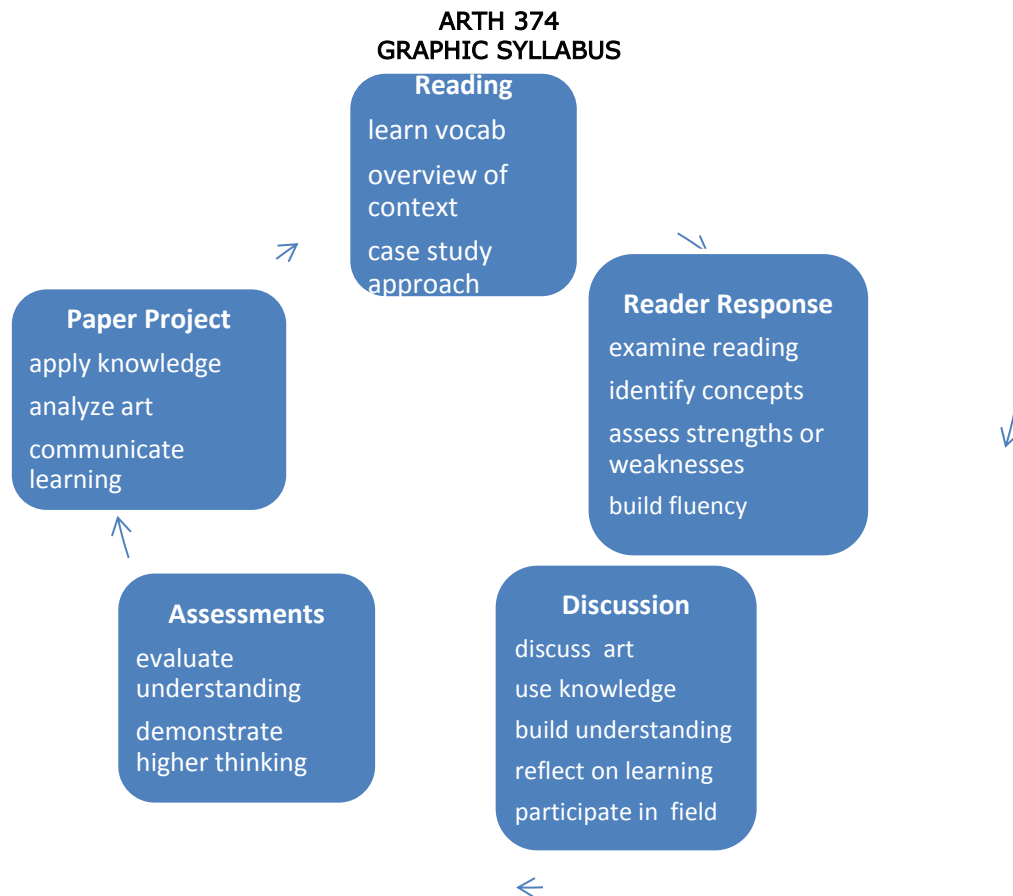 ARTH 374
GRAPHIC SYLLABUS
Reading
learn vocab
overview of
context
case study
approach
Reader Response
examine reading
identify concepts
assess strengths or
weaknesses
build fluency
Discussion
discuss art
use knowledge
build understanding
reflect on learning
participate in field
Assessments
evaluate
understanding
demonstrate
higher thinking
Paper Project
apply knowledge
analyze art
communicate
learning